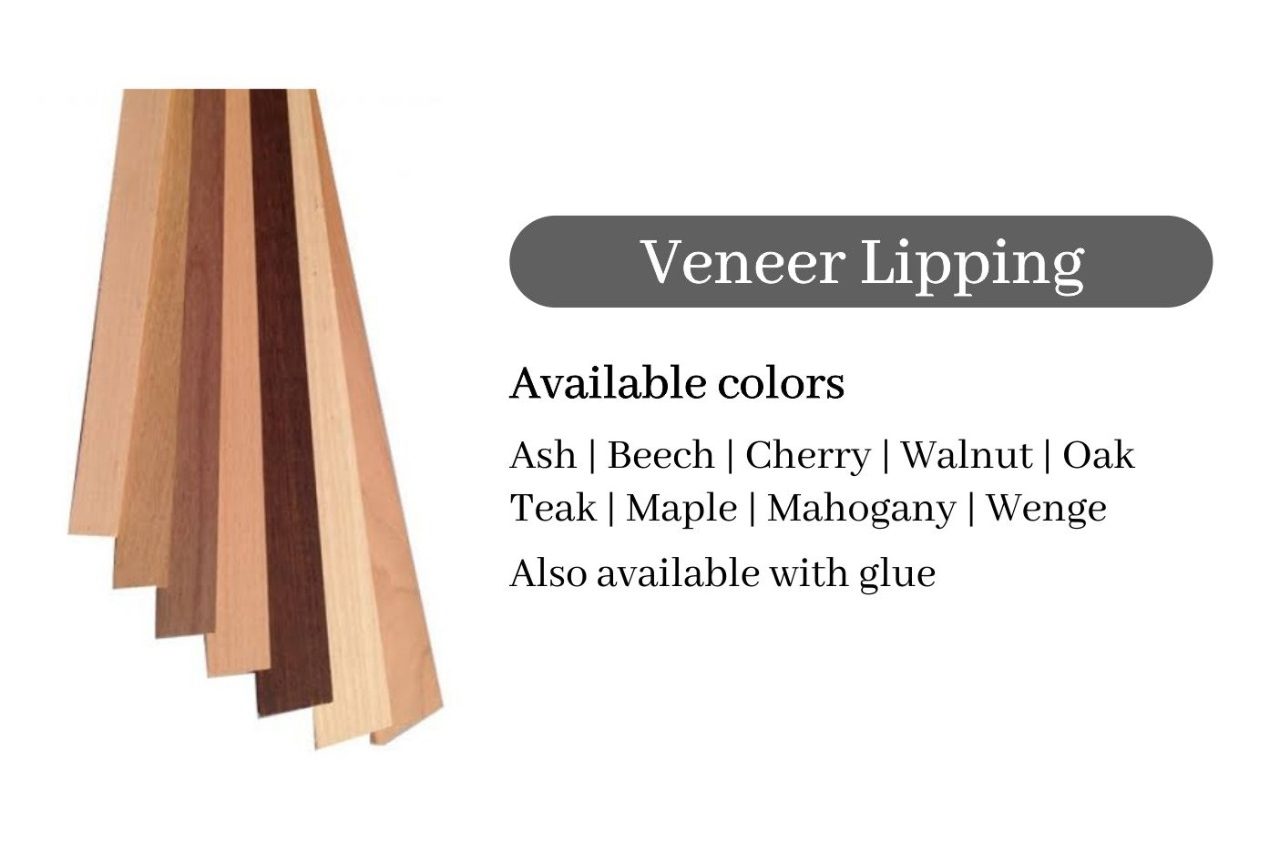 Veneer Lipping
Available colors
Ash | Beech | Cherry | Walnut | Oak
Teak | Maple | Mahogany | Wenge
Also available with glue